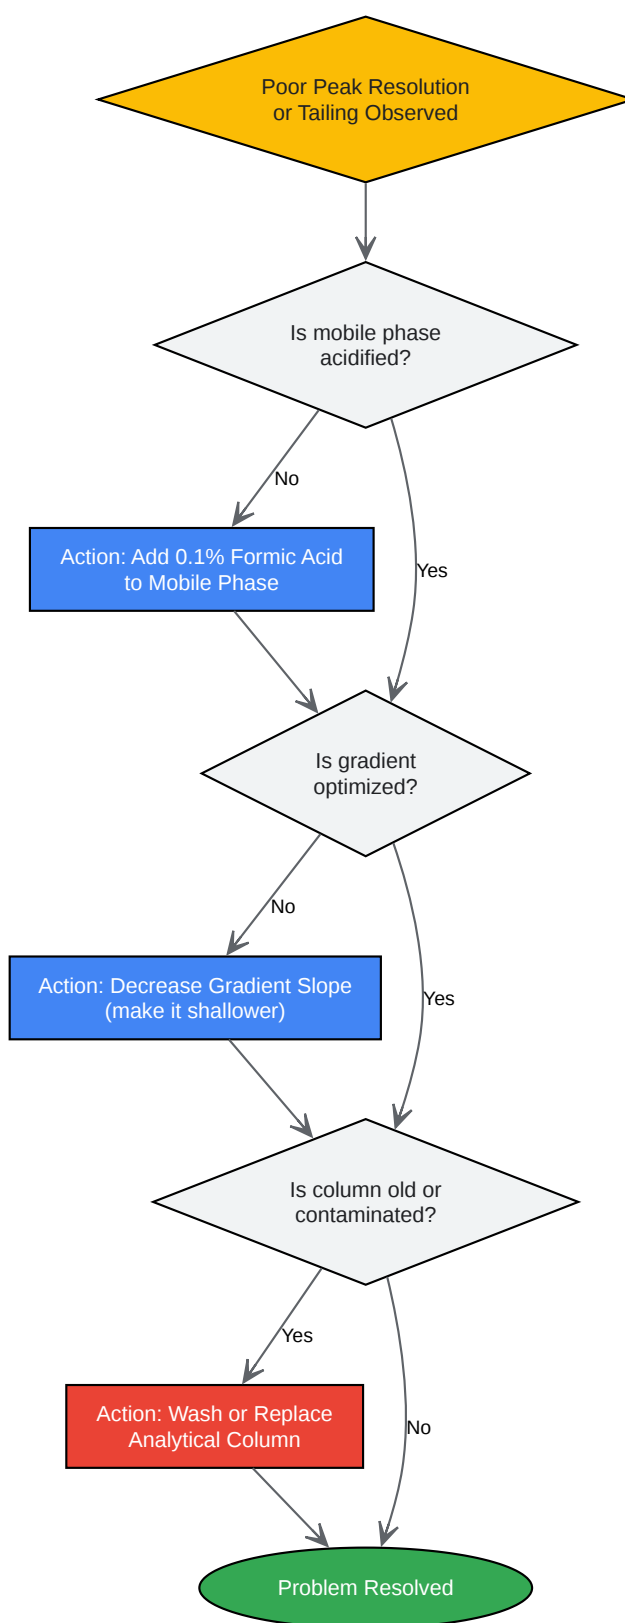 Poor Peak Resolution
or Tailing Observed
Is mobile phase
acidified?
No
Action: Add 0.1% Formic Acid
to Mobile Phase
Yes
Is gradient
optimized?
No
Action: Decrease Gradient Slope
(make it shallower)
Yes
Is column old or
contaminated?
Yes
Action: Wash or Replace
Analytical Column
No
Problem Resolved